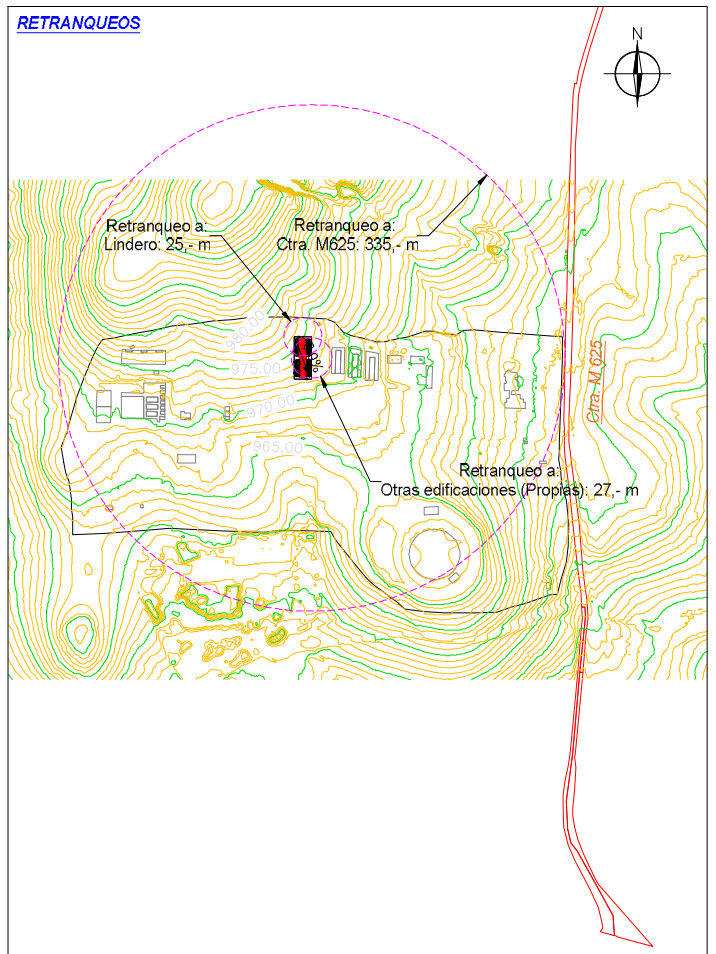 RETRANQUEOS
N
Retranqueo a:
Lindero: 25,- m
Retranqueo a:
Ctra. M625: 335,- m
980.00
975.00
970.00
965.00
Ctra. M 625
Retranqueo a:
Otras edificaciones (Propias): 27,- m